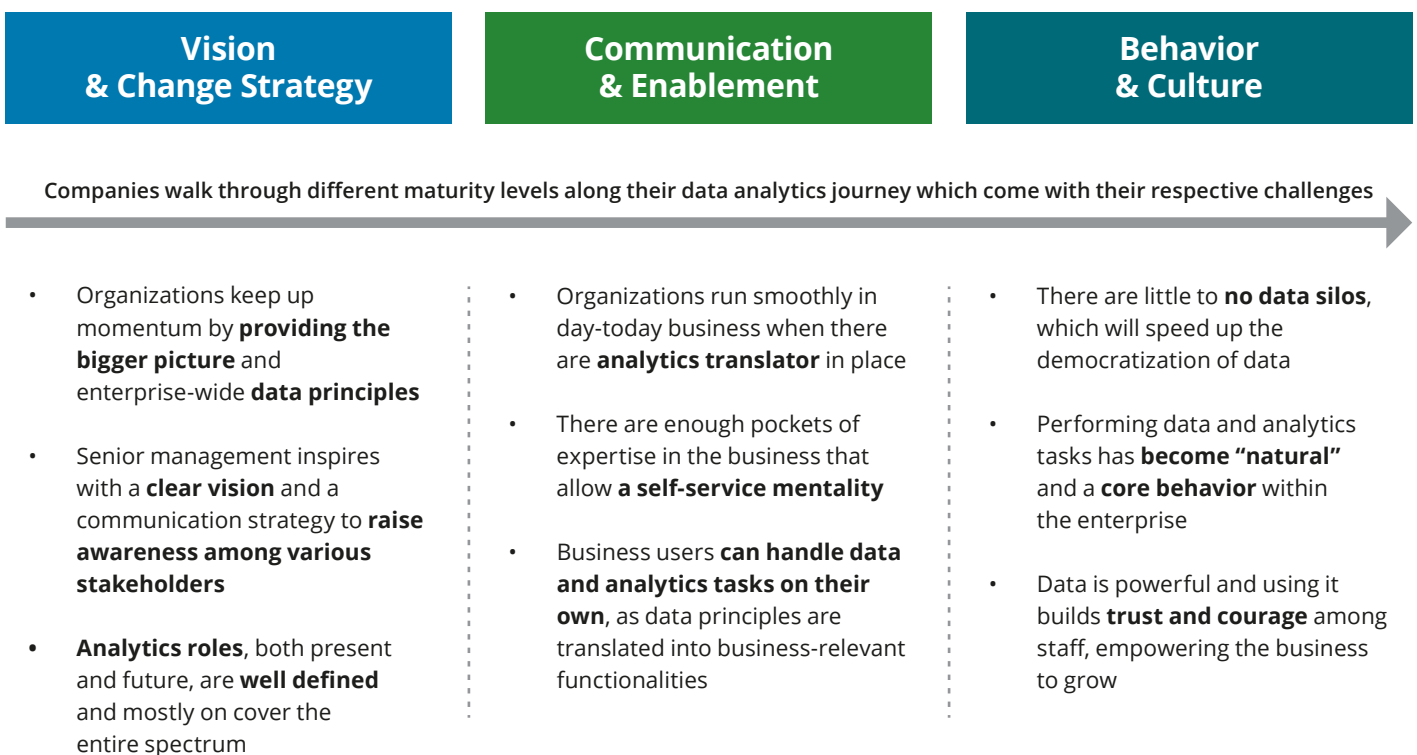 Vision
& Change Strategy
Communication
& Enablement
Behavior
& Culture
Companies walk through different maturity levels along their data analytics journey which come with their respective challenges
• Organizations keep up
momentum by providing the
bigger picture and
enterprise-wide data principles
• Senior management inspires
with a clear vision and a
communication strategy to raise
awareness among various
stakeholders
• Analytics roles, both present
and future, are well defined
and mostly on cover the
entire spectrum
• Organizations run smoothly in
day-today business when there
are analytics translator in place
• There are enough pockets of
expertise in the business that
allow a self-service mentality
• Business users can handle data
and analytics tasks on their
own, as data principles are
translated into business-relevant
functionalities
• There are little to no data silos,
which will speed up the
democratization of data
• Performing data and analytics
tasks has become “natural”
and a core behavior within
the enterprise
• Data is powerful and using it
builds trust and courage among
staff, empowering the business
to grow